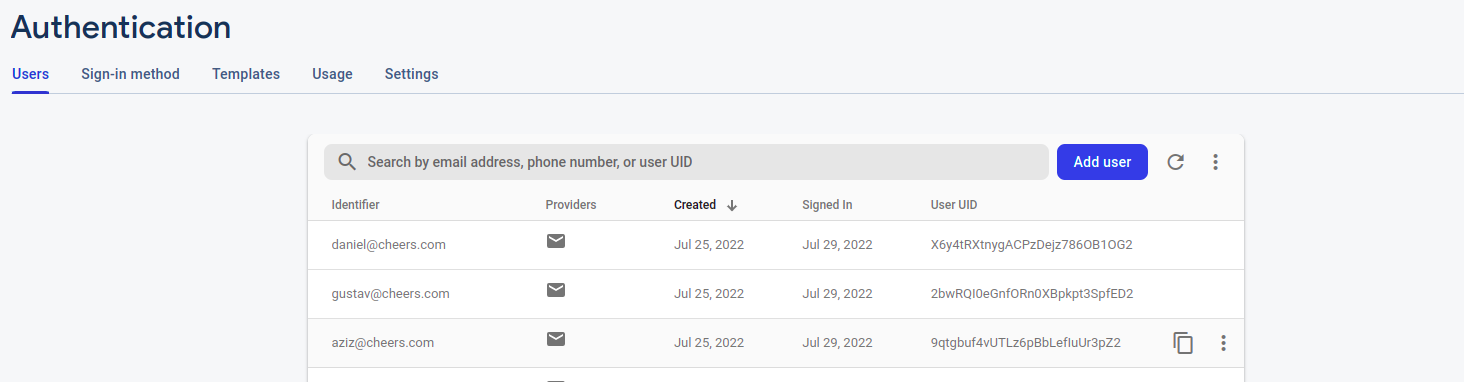 Authentication
Users Sign-in method Templates Usage Settings
Search by email address, phone number, or user UID Add user
Identifier Providers Created Signed In User UID
daniel@cheers.com Jul 25, 2022 Jul 29, 2022 X6y4tRXtnygACPzDejz786OB1OG2
gustav@cheers.com Jul 25, 2022 Jul 29, 2022 2bwRQI0eGnfORn0XBpkpt3SpfED2
aziz@cheers.com Jul 25, 2022 Jul 29, 2022 9qtgbuf4vUTLz6pBbLefIuUr3pZ2